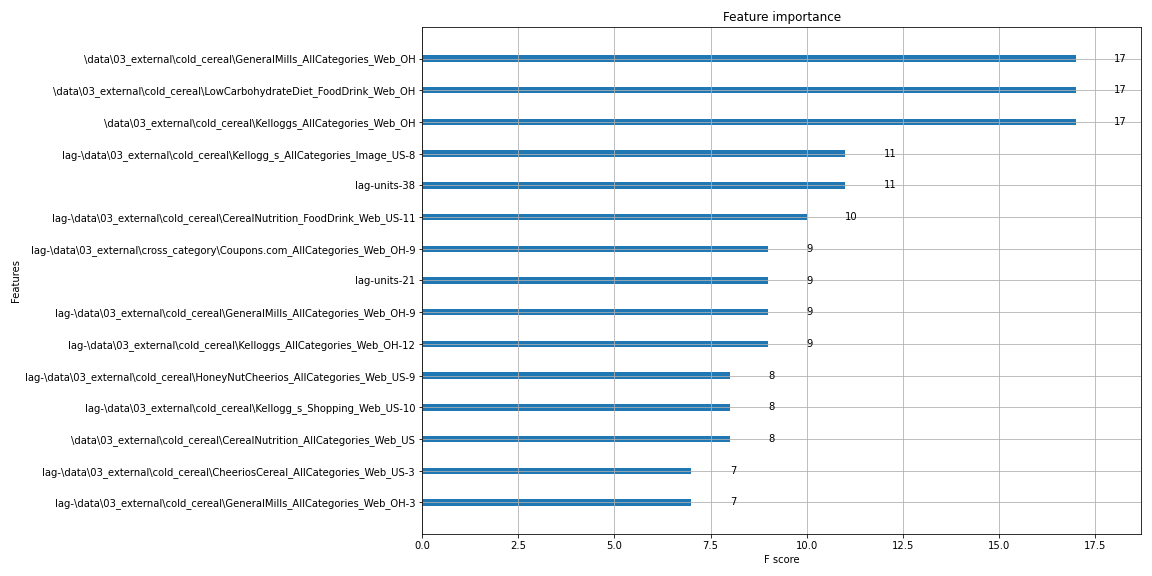 Feature importance
\data\03_external\cold_cereal\GeneralMills_AllCategories_Web_OH 17
\data\03_external\cold_cereal\LowCarbohydrateDiet_FoodDrink_Web_OH 17
\data\03_external\cold_cereal\Kelloggs_AllCategories_Web_OH 17
lag-\data\03_external\cold_cereal\Kellogg_s_AllCategories_Image_US-8 11
lag-units-38 11
lag-\data\03_external\cold_cereal\CerealNutrition_FoodDrink_Web_US-11 10
lag-\data\03_external\cross_category\Coupons.com_AllCategories_Web_OH-9 9
lag-units-21 9
lag-\data\03_external\cold_cereal\GeneralMills_AllCategories_Web_OH-9 9
lag-\data\03_external\cold_cereal\Kelloggs_AllCategories_Web_OH-12 9
lag-\data\03_external\cold_cereal\HoneyNutCheerios_AllCategories_Web_US-9 8
lag-\data\03_external\cold_cereal\Kellogg_s_Shopping_Web_US-10 8
\data\03_external\cold_cereal\CerealNutrition_AllCategories_Web_US 8
lag-\data\03_external\cold_cereal\CheeriosCereal_AllCategories_Web_US-3 7
lag-\data\03_external\cold_cereal\GeneralMills_AllCategories_Web_OH-3 7
Features
0.0 2.5 5.0 7.5 10.0 12.5 15.0 17.5
F score